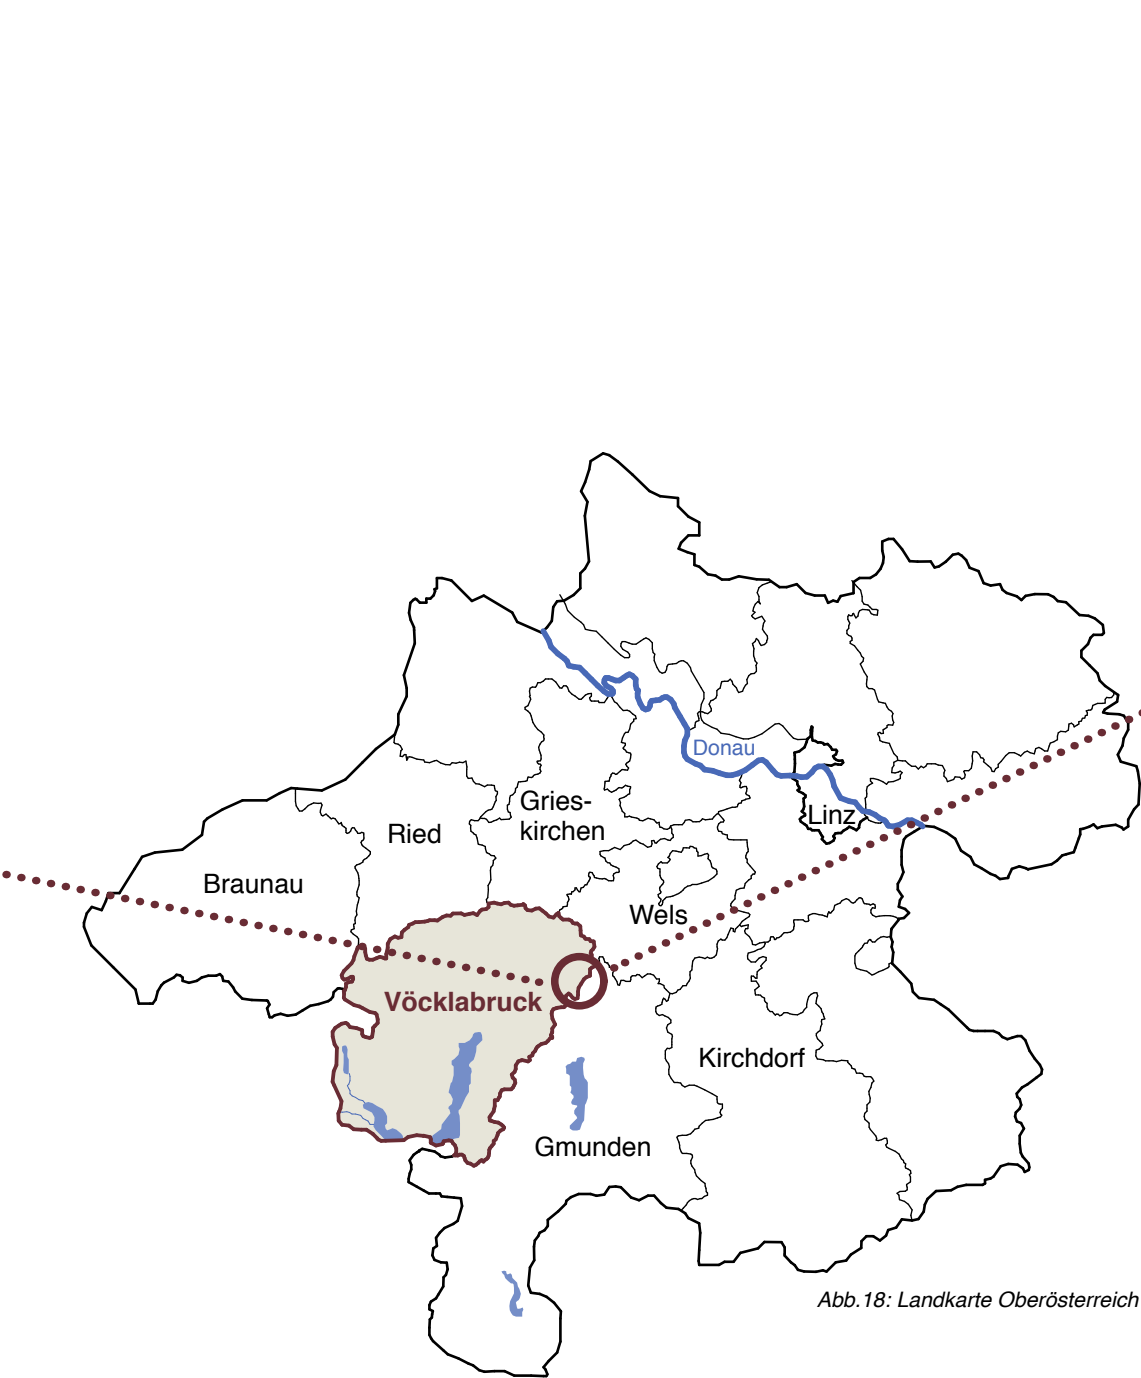 Donau
Gries-
kirchen
Linz
Ried
Braunau
Wels
Vöcklabruck
Kirchdorf
Gmunden
Abb.18: Landkarte Oberösterreich